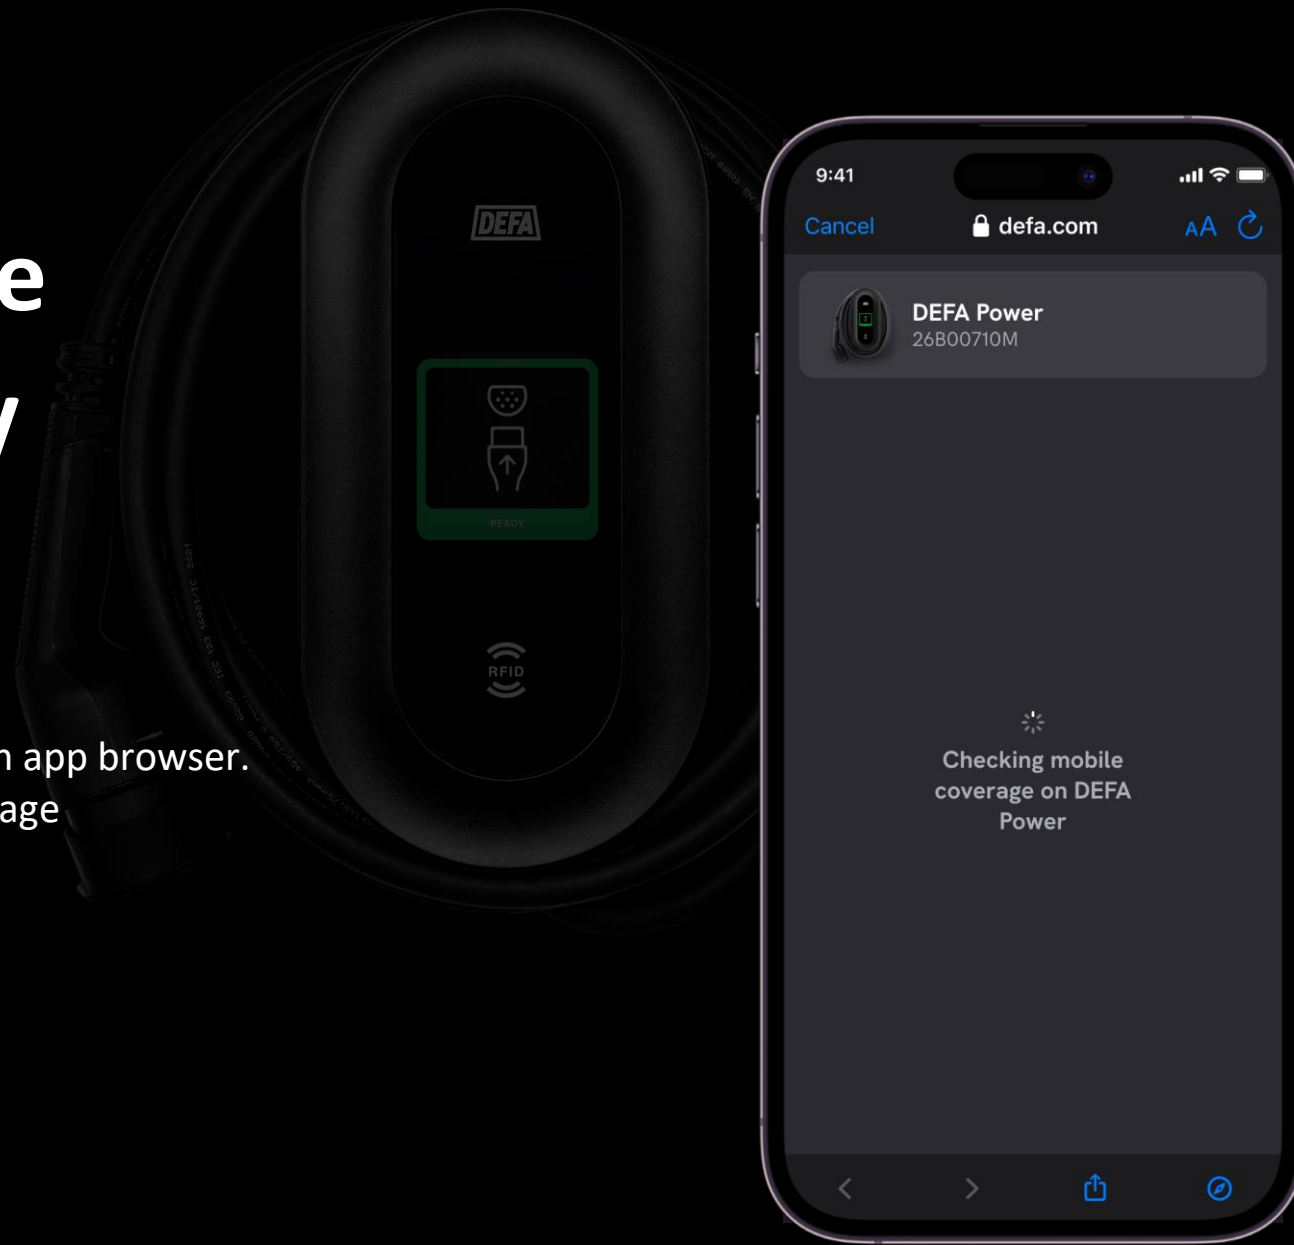 e
y
n app browser.
age
DEFA
READY
RFID
9:41
Cancel
defa.com
AA
DEFA Power
26B00710M
Checking mobile
coverage on DEFA
Power